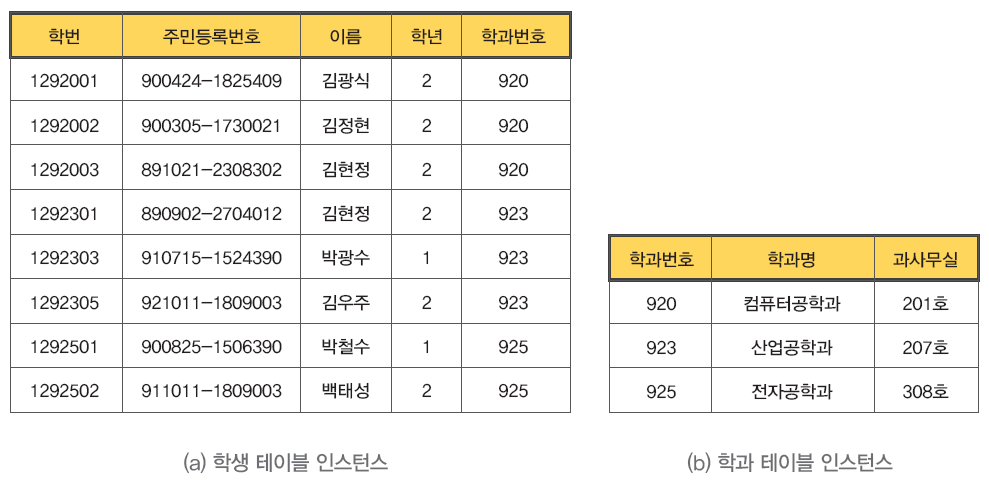 학번 주민등록번호 이름 학년 학과번호
1292001 900424-1825409 김광식 2 920
1292002 900305-1730021 김정현 2 920
1292003 891021-2308302 김현정 2 920
1292301 890902-2704012 김현정 2 923
1292303 910715-1524390 박광수 1 923
1292305 921011-1809003 김우주 2 923
1292501 900825-1506390 박철수 1 925
1292502 911011-1809003 백태성 2 925
(a) 학생 테이블 인스턴스
학과번호 학과명 과사무실
920 컴퓨터공학과 201호
923 산업공학과 207호
925 전자공학과 308호
(b) 학과 테이블 인스턴스